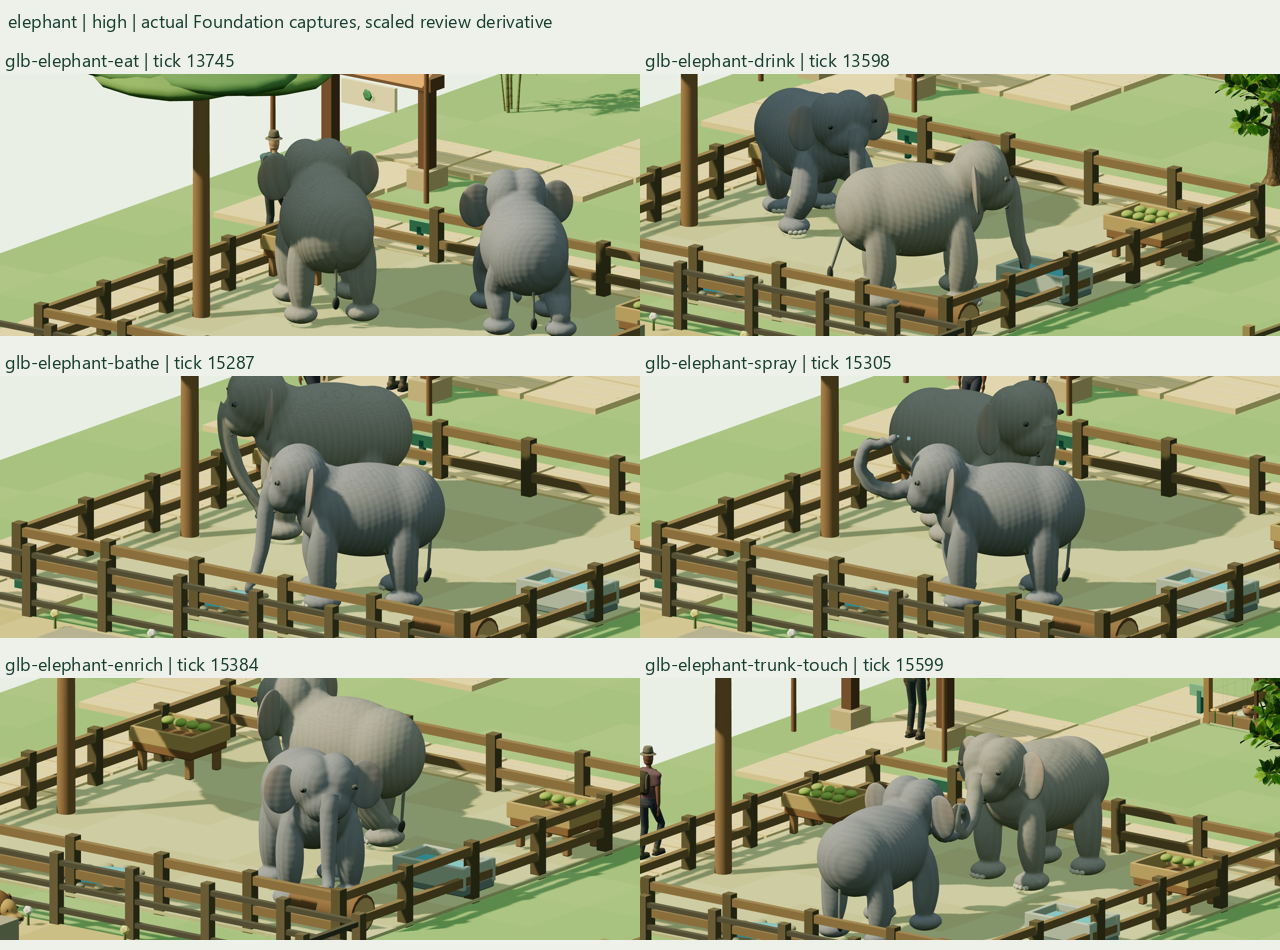 elephant | high | actual Foundation captures, scaled review derivative
glb-elephant-eat | tick 13745
glb-elephant-drink | tick 13598
glb-elephant-bathe | tick 15287
glb-elephant-spray | tick 15305
glb-elephant-enrich | tick 15384
glb-elephant-trunk-touch | tick 15599